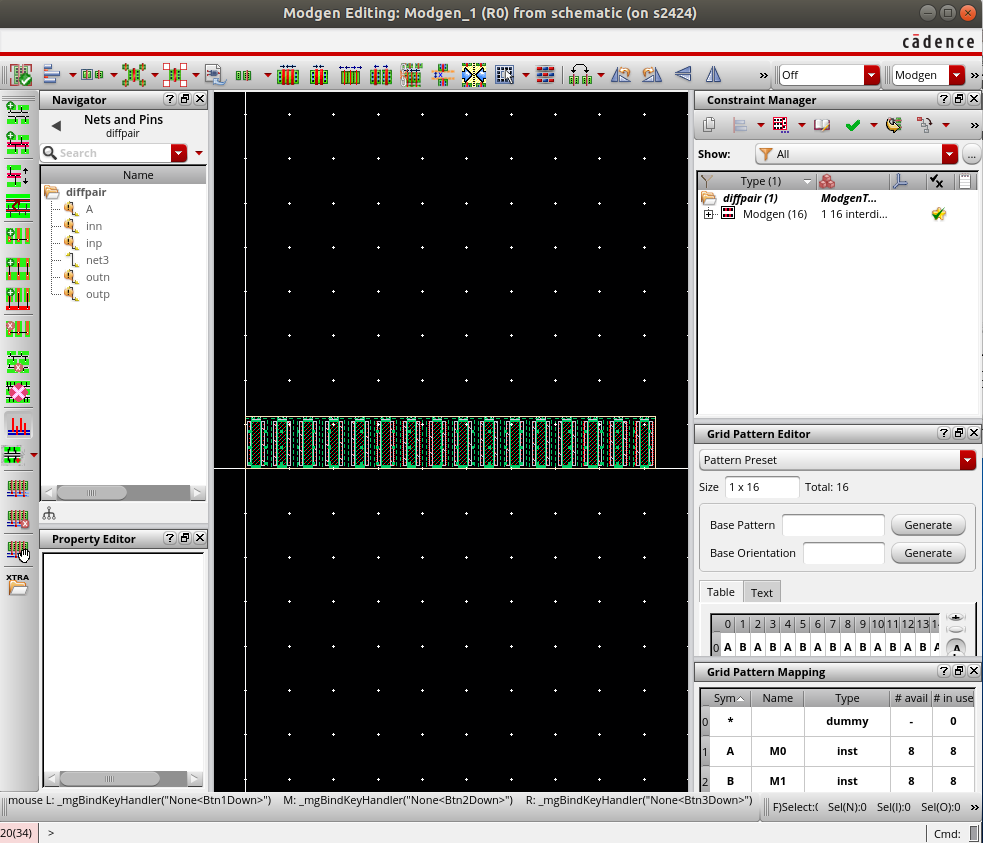 Modgen Editing: Modgen_1 (R0) from schematic (on s2424)
cādence
Off
Modgen
»
»
Navigator
Nets and Pins
diffpair
Search
Name
diffpair
A
inn
inp
net3
outn
outp
Property Editor
XTRA
Constraint Manager
»
Show:
All
...
Type (1)
diffpair (1) ModgenT...
Modgen (16) 1 16 interdi...
Grid Pattern Editor
Pattern Preset
Size 1 x 16 Total: 16
Base Pattern Generate
Base Orientation Generate
Table Text
0 1 2 3 4 5 6 7 8 9 10 11 12 13 1
0 A B A B A B A B A B A B A B A
A
Grid Pattern Mapping
Sym Name Type # avail # in use
0 * dummy - 0
1 A M0 inst 8 8
2 B M1 inst 8 8
mouse L: _mgBindKeyHandler("None<Btn1Down>") M: _mgBindKeyHandler("None<Btn2Down>") R: _mgBindKeyHandler("None<Btn3Down>")
F)Select:( Sel(N):0 Sel(I):0 Sel(O):0 »
20(34) > Cmd: